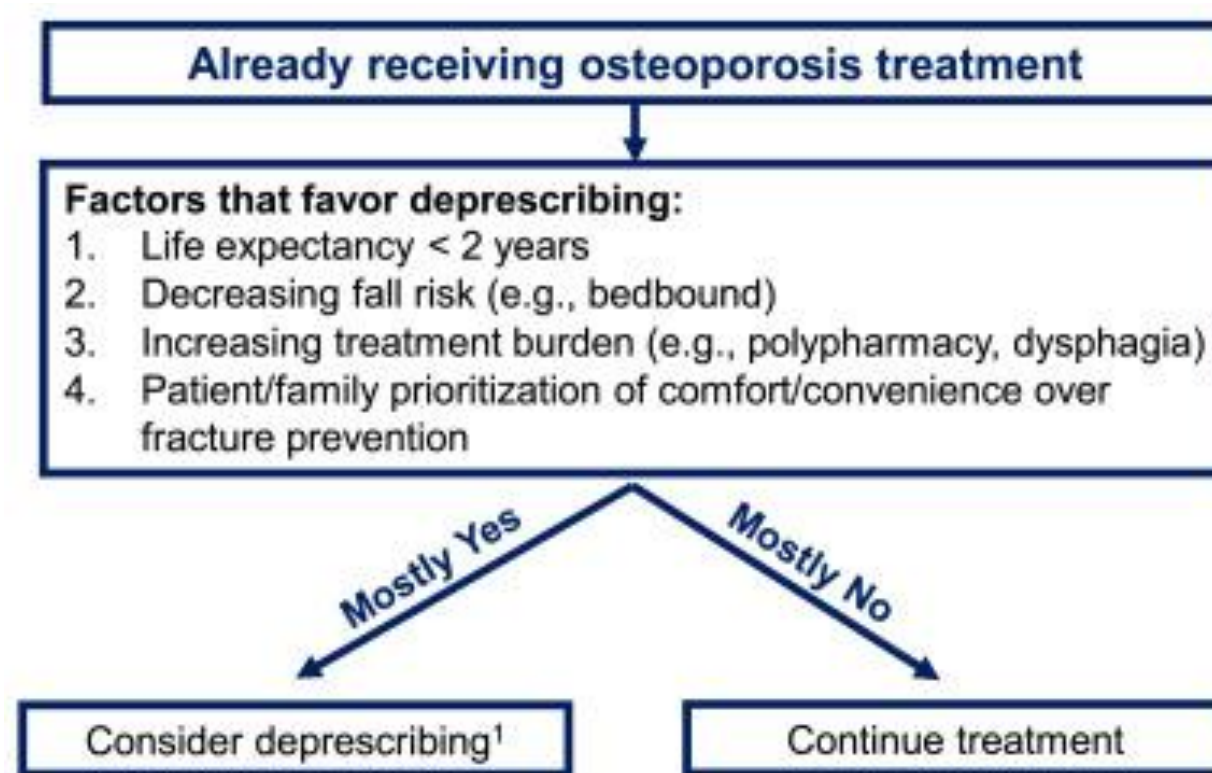 Already receiving osteoporosis treatment
Factors that favor deprescribing:
1. Life expectancy < 2 years
2. Decreasing fall risk (e.g., bedbound)
3. Increasing treatment burden (e.g., polypharmacy, dysphagia)
4. Patient/family prioritization of comfort/convenience over
fracture prevention
Mostly Yes
Mostly No
Consider deprescribing¹
Continue treatment